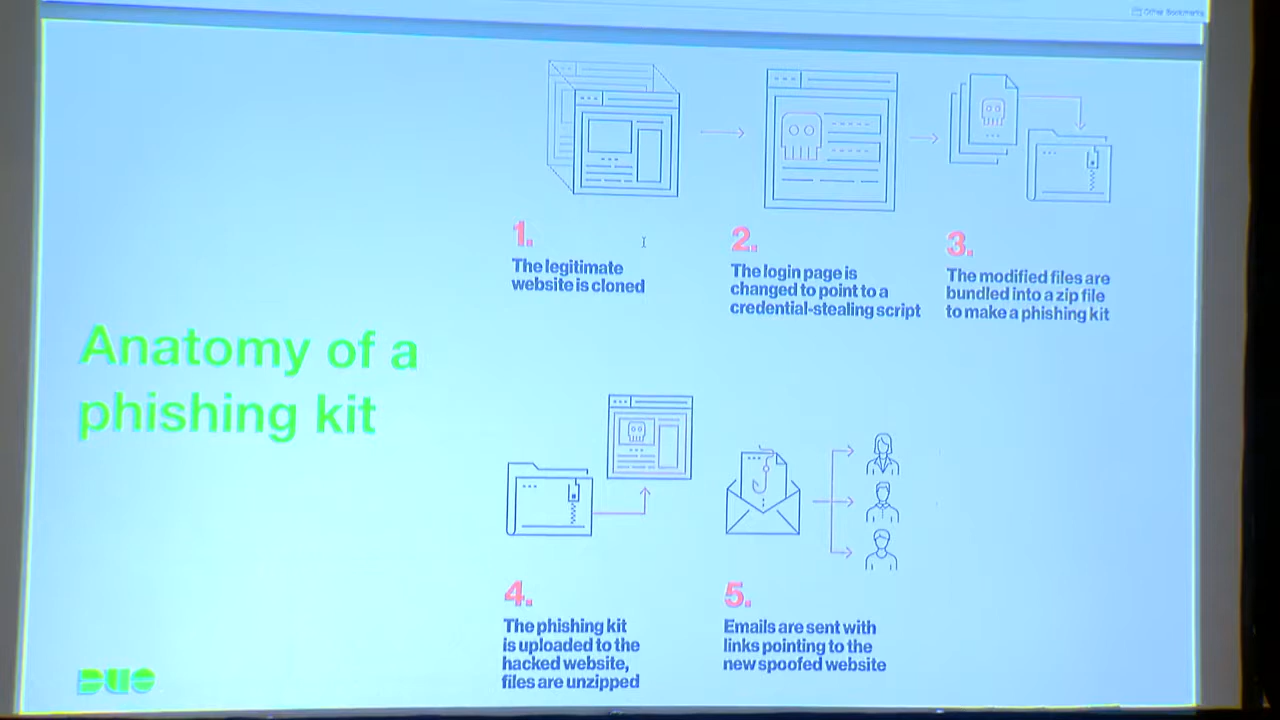 Other Bookmarks
Anatomy of a
phishing kit
1.
The legitimate
website is cloned
2.
The login page is
changed to point to a
credential-stealing script
3.
The modified files are
bundled into a zip file
to make a phishing kit
4.
The phishing kit
is uploaded to the
hacked website,
files are unzipped
5.
Emails are sent with
links pointing to the
new spoofed website
DUO